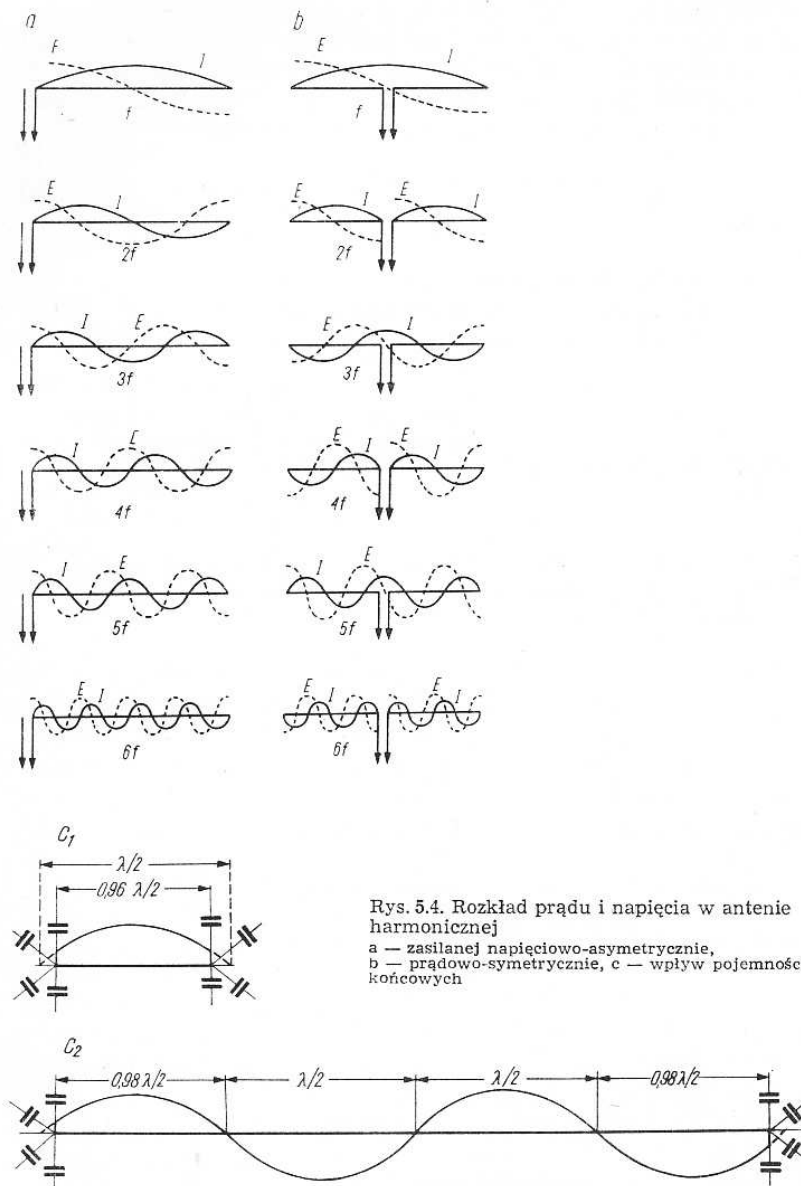 a b
E I E I
f f
E I E I E I
2f 2f
I E E I
3f 3f
I E E I E I
4f 4f
I E I E
5f 5f
E I E I E I
6f 6f
C₁
λ/2
0,96 λ/2
Rys. 5.4. Rozkład prądu i napięcia w antenie
harmonicznej
a — zasilanej napięciowo-asymetrycznie,
b — prądowo-symetrycznie, c — wpływ pojemnośc
końcowych
C₂
0,98 λ/2 λ/2 λ/2 0,98 λ/2